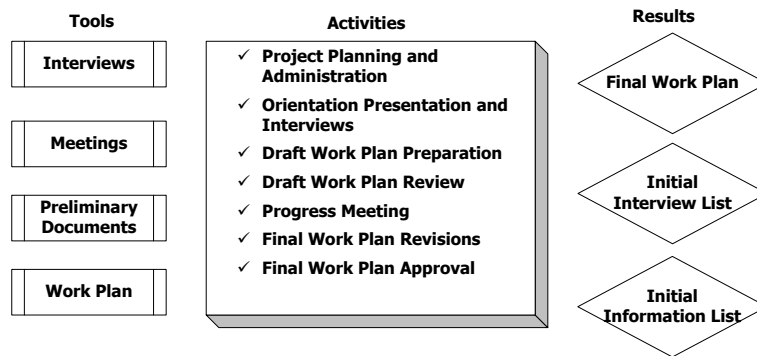 Tools
Interviews
Meetings
Preliminary
Documents
Work Plan
Activities
✓ Project Planning and
Administration
✓ Orientation Presentation and
Interviews
✓ Draft Work Plan Preparation
✓ Draft Work Plan Review
✓ Progress Meeting
✓ Final Work Plan Revisions
✓ Final Work Plan Approval
Results
Final Work Plan
Initial
Interview List
Initial
Information List